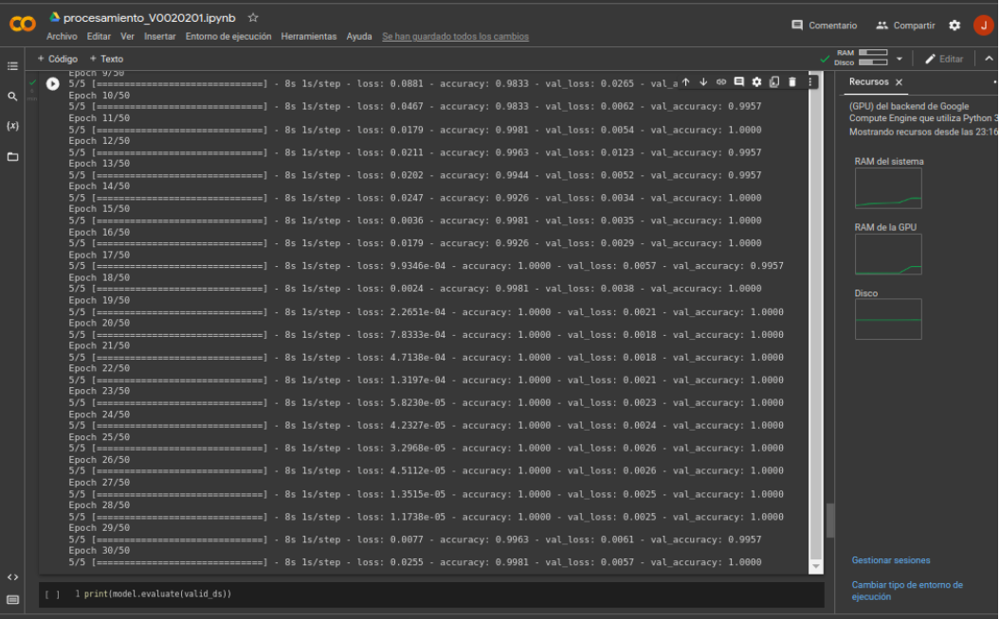 procesamiento_V0020201.ipynb
Archivo Editar Ver Insertar Entorno de ejecución Herramientas Ayuda Se han guardado todos los cambios
Comentario Compartir J
+ Código + Texto
RAM
Disco
Editar
Epoch 9/50
5/5 [==============================] - 8s 1s/step - loss: 0.0881 - accuracy: 0.9833 - val_loss: 0.0265 - val_a
Epoch 10/50
5/5 [==============================] - 8s 1s/step - loss: 0.0467 - accuracy: 0.9833 - val_loss: 0.0062 - val_accuracy: 0.9957
Epoch 11/50
5/5 [==============================] - 8s 1s/step - loss: 0.0179 - accuracy: 0.9981 - val_loss: 0.0054 - val_accuracy: 1.0000
Epoch 12/50
5/5 [==============================] - 8s 1s/step - loss: 0.0211 - accuracy: 0.9963 - val_loss: 0.0123 - val_accuracy: 0.9957
Epoch 13/50
5/5 [==============================] - 8s 1s/step - loss: 0.0202 - accuracy: 0.9944 - val_loss: 0.0052 - val_accuracy: 0.9957
Epoch 14/50
5/5 [==============================] - 8s 1s/step - loss: 0.0247 - accuracy: 0.9926 - val_loss: 0.0034 - val_accuracy: 1.0000
Epoch 15/50
5/5 [==============================] - 8s 1s/step - loss: 0.0036 - accuracy: 0.9981 - val_loss: 0.0035 - val_accuracy: 1.0000
Epoch 16/50
5/5 [==============================] - 8s 1s/step - loss: 0.0179 - accuracy: 0.9926 - val_loss: 0.0029 - val_accuracy: 1.0000
Epoch 17/50
5/5 [==============================] - 8s 1s/step - loss: 9.9346e-04 - accuracy: 1.0000 - val_loss: 0.0057 - val_accuracy: 0.9957
Epoch 18/50
5/5 [==============================] - 8s 1s/step - loss: 0.0024 - accuracy: 0.9981 - val_loss: 0.0038 - val_accuracy: 1.0000
Epoch 19/50
5/5 [==============================] - 8s 1s/step - loss: 2.2651e-04 - accuracy: 1.0000 - val_loss: 0.0021 - val_accuracy: 1.0000
Epoch 20/50
5/5 [==============================] - 8s 1s/step - loss: 7.8333e-04 - accuracy: 1.0000 - val_loss: 0.0018 - val_accuracy: 1.0000
Epoch 21/50
5/5 [==============================] - 8s 1s/step - loss: 4.7138e-04 - accuracy: 1.0000 - val_loss: 0.0018 - val_accuracy: 1.0000
Epoch 22/50
5/5 [==============================] - 8s 1s/step - loss: 1.3197e-04 - accuracy: 1.0000 - val_loss: 0.0021 - val_accuracy: 1.0000
Epoch 23/50
5/5 [==============================] - 8s 1s/step - loss: 5.8230e-05 - accuracy: 1.0000 - val_loss: 0.0023 - val_accuracy: 1.0000
Epoch 24/50
5/5 [==============================] - 8s 1s/step - loss: 4.2327e-05 - accuracy: 1.0000 - val_loss: 0.0024 - val_accuracy: 1.0000
Epoch 25/50
5/5 [==============================] - 8s 1s/step - loss: 3.2968e-05 - accuracy: 1.0000 - val_loss: 0.0026 - val_accuracy: 1.0000
Epoch 26/50
5/5 [==============================] - 8s 1s/step - loss: 4.5112e-05 - accuracy: 1.0000 - val_loss: 0.0026 - val_accuracy: 1.0000
Epoch 27/50
5/5 [==============================] - 8s 1s/step - loss: 1.3515e-05 - accuracy: 1.0000 - val_loss: 0.0025 - val_accuracy: 1.0000
Epoch 28/50
5/5 [==============================] - 8s 1s/step - loss: 1.1738e-05 - accuracy: 1.0000 - val_loss: 0.0025 - val_accuracy: 1.0000
Epoch 29/50
5/5 [==============================] - 8s 1s/step - loss: 0.0077 - accuracy: 0.9963 - val_loss: 0.0061 - val_accuracy: 0.9957
Epoch 30/50
5/5 [==============================] - 8s 1s/step - loss: 0.0255 - accuracy: 0.9981 - val_loss: 0.0057 - val_accuracy: 1.0000
[ ] 1 print(model.evaluate(valid_ds))
Recursos
(GPU) del backend de Google
Compute Engine que utiliza Python 3
Mostrando recursos desde las 23:16
RAM del sistema
RAM de la GPU
Disco
Gestionar sesiones
Cambiar tipo de entorno de
ejecución